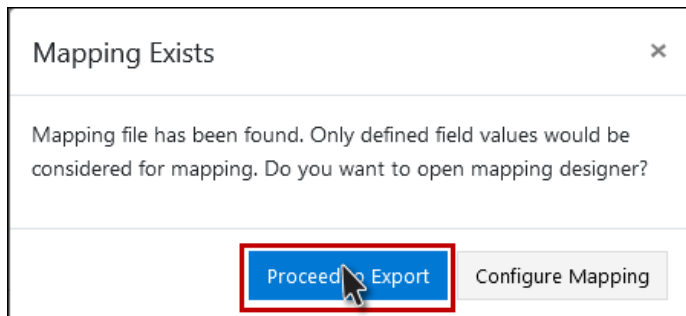 Mapping Exists
×
Mapping file has been found. Only defined field values would be
considered for mapping. Do you want to open mapping designer?
Proceed to Export
Configure Mapping